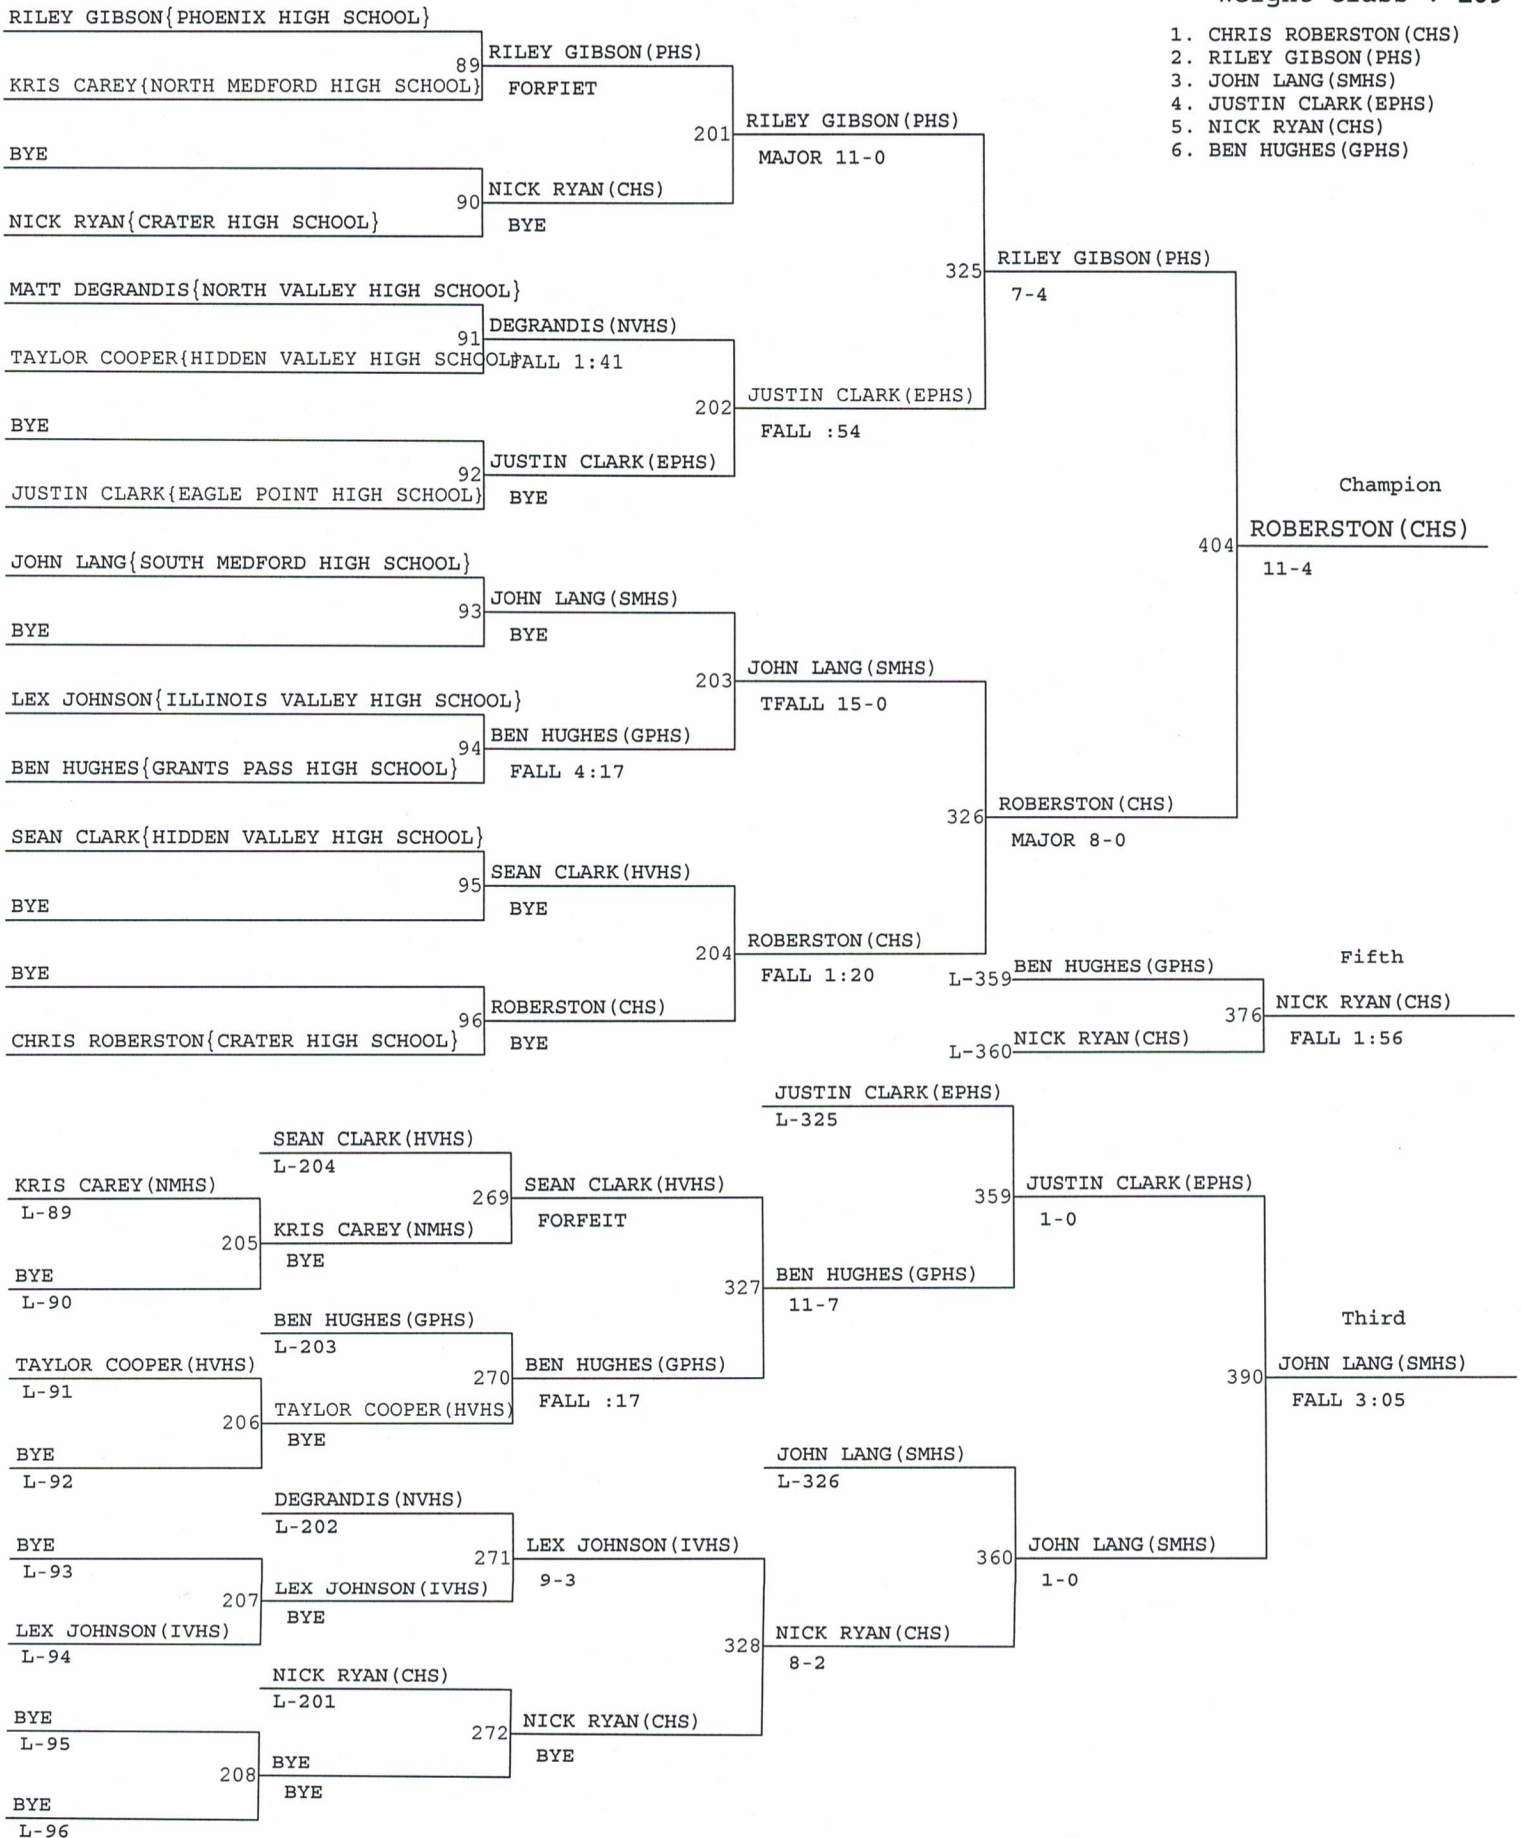 RILEY GIBSON{PHOENIX HIGH SCHOOL}
89
RILEY GIBSON(PHS)
KRIS CAREY{NORTH MEDFORD HIGH SCHOOL}
FORFIET
201
RILEY GIBSON(PHS)
MAJOR 11-0
BYE
90
NICK RYAN(CHS)
NICK RYAN{CRATER HIGH SCHOOL}
BYE
325
RILEY GIBSON(PHS)
7-4
MATT DEGRANDIS{NORTH VALLEY HIGH SCHOOL}
91
DEGRANDIS(NVHS)
TAYLOR COOPER{HIDDEN VALLEY HIGH SCHOOL}
FALL 1:41
202
JUSTIN CLARK(EPHS)
FALL :54
BYE
92
JUSTIN CLARK(EPHS)
JUSTIN CLARK{EAGLE POINT HIGH SCHOOL}
BYE
1. CHRIS ROBERSTON(CHS)
2. RILEY GIBSON(PHS)
3. JOHN LANG(SMHS)
4. JUSTIN CLARK(EPHS)
5. NICK RYAN(CHS)
6. BEN HUGHES(GPHS)
Champion
404
ROBERSTON(CHS)
11-4
JOHN LANG{SOUTH MEDFORD HIGH SCHOOL}
93
JOHN LANG(SMHS)
BYE
BYE
203
JOHN LANG(SMHS)
TFALL 15-0
LEX JOHNSON{ILLINOIS VALLEY HIGH SCHOOL}
94
BEN HUGHES(GPHS)
BEN HUGHES{GRANTS PASS HIGH SCHOOL}
FALL 4:17
326
ROBERSTON(CHS)
MAJOR 8-0
SEAN CLARK{HIDDEN VALLEY HIGH SCHOOL}
95
SEAN CLARK(HVHS)
BYE
BYE
204
ROBERSTON(CHS)
FALL 1:20
BYE
96
ROBERSTON(CHS)
CHRIS ROBERSTON{CRATER HIGH SCHOOL}
BYE
Fifth
L-359
BEN HUGHES(GPHS)
376
NICK RYAN(CHS)
FALL 1:56
L-360
NICK RYAN(CHS)
JUSTIN CLARK(EPHS)
L-325
SEAN CLARK(HVHS)
L-204
KRIS CAREY(NMHS)
L-89
269
SEAN CLARK(HVHS)
FORFEIT
205
KRIS CAREY(NMHS)
BYE
BYE
L-90
359
JUSTIN CLARK(EPHS)
1-0
327
BEN HUGHES(GPHS)
11-7
BEN HUGHES(GPHS)
L-203
TAYLOR COOPER(HVHS)
L-91
270
BEN HUGHES(GPHS)
FALL :17
206
TAYLOR COOPER(HVHS)
BYE
BYE
L-92
Third
390
JOHN LANG(SMHS)
FALL 3:05
JOHN LANG(SMHS)
L-326
DEGRANDIS(NVHS)
L-202
BYE
L-93
271
LEX JOHNSON(IVHS)
9-3
207
LEX JOHNSON(IVHS)
BYE
LEX JOHNSON(IVHS)
L-94
360
JOHN LANG(SMHS)
1-0
328
NICK RYAN(CHS)
8-2
NICK RYAN(CHS)
L-201
BYE
L-95
272
NICK RYAN(CHS)
BYE
208
BYE
BYE
BYE
L-96